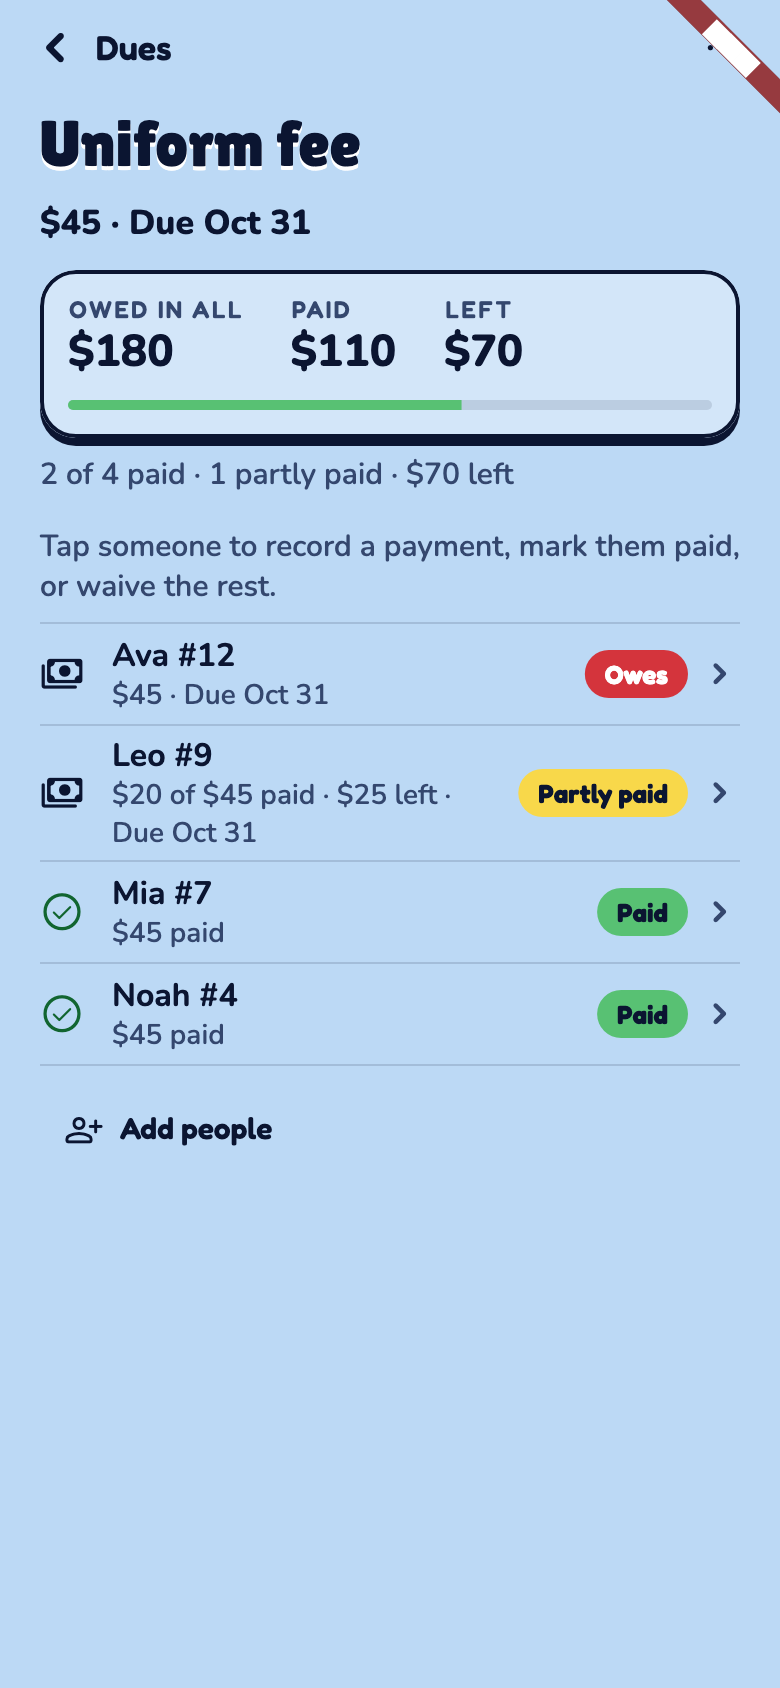 Dues
Uniform fee
$45 · Due Oct 31
OWED IN ALL PAID LEFT
$180 $110 $70
2 of 4 paid · 1 partly paid · $70 left
Tap someone to record a payment, mark them paid,
or waive the rest.
Ava #12
$45 · Due Oct 31
Owes
Leo #9
$20 of $45 paid · $25 left ·
Due Oct 31
Partly paid
Mia #7
$45 paid
Paid
Noah #4
$45 paid
Paid
Add people